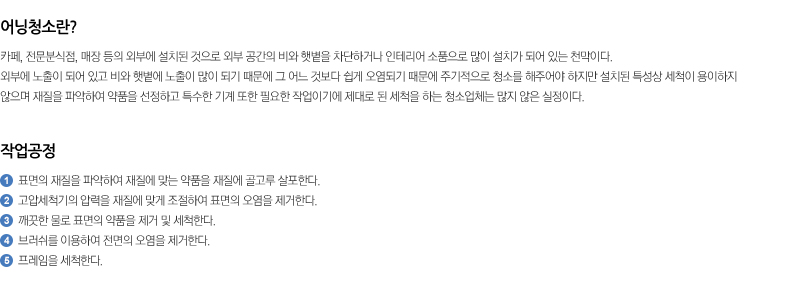 어닝청소란?
카페, 전문분식점, 매장 등의 외부에 설치된 것으로 외부 공간의 비와 햇볕을 차단하거나 인테리어 소품으로 많이 설치가 되어 있는 천막이다.
외부에 노출이 되어 있고 비와 햇볕에 노출이 많이 되기 때문에 그 어느 것보다 쉽게 오염되기 때문에 주기적으로 청소를 해주어야 하지만 설치된 특성상 세척이 용이하지
않으며 재질을 파악하여 약품을 선정하고 특수한 기계 또한 필요한 작업이기에 제대로 된 세척을 하는 청소업체는 많지 않은 실정이다.
작업공정
1 표면의 재질을 파악하여 재질에 맞는 약품을 재질에 골고루 살포한다.
2 고압세척기의 압력을 재질에 맞게 조절하여 표면의 오염을 제거한다.
3 깨끗한 물로 표면의 약품을 제거 및 세척한다.
4 브러쉬를 이용하여 전면의 오염을 제거한다.
5 프레임을 세척한다.